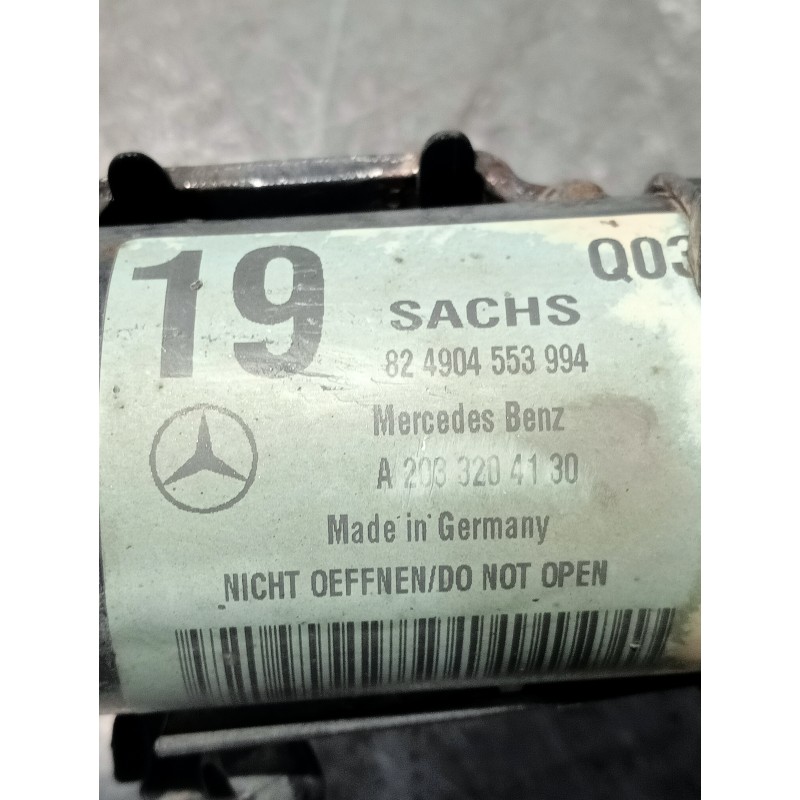 19
Q03
SACHS
82 4904 553 994
Mercedes Benz
A 203 320 41 30
Made in Germany
NICHT OEFFNEN/DO NOT OPEN